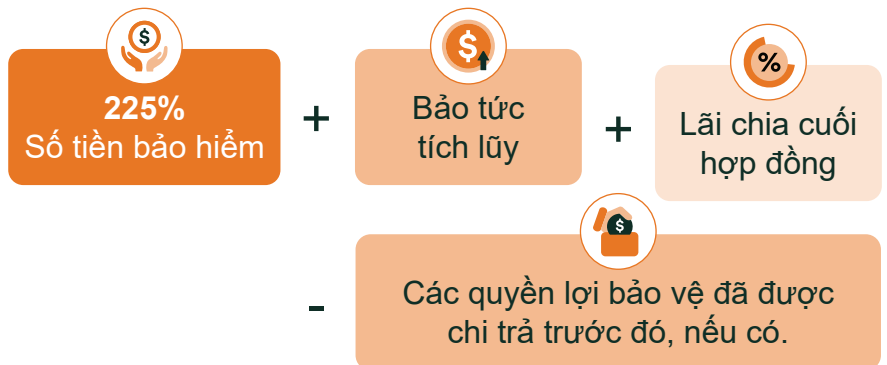 225%
Số tiền bảo hiểm
+
Bảo tức
tích lũy
+
%
Lãi chia cuối
hợp đồng
-
Các quyền lợi bảo vệ đã được
chi trả trước đó, nếu có.